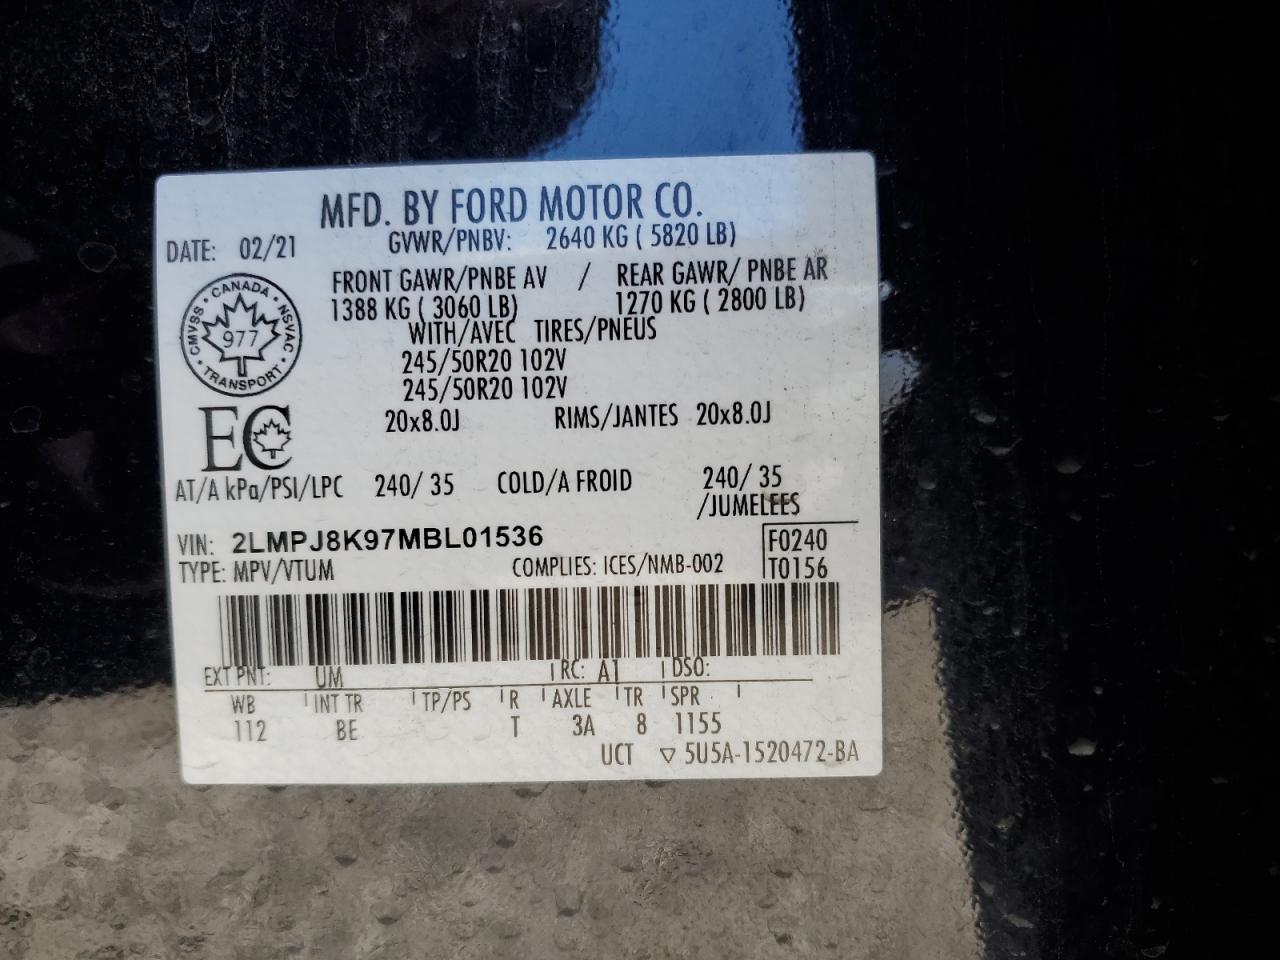 MFD. BY FORD MOTOR CO.
DATE: 02/21
GVWR/PNBV: 2640 KG ( 5820 LB)
FRONT GAWR/PNBE AV / REAR GAWR/ PNBE AR
1388 KG ( 3060 LB) 1270 KG ( 2800 LB)
WITH/AVEC TIRES/PNEUS
245/50R20 102V
245/50R20 102V
20x8.0J RIMS/JANTES 20x8.0J
CANADA
CMVSS NSVAC
977
TRANSPORT
EC
AT/A kPa/PSI/LPC 240/ 35 COLD/A FROID 240/ 35
/JUMELEES
VIN: 2LMPJ8K97MBL01536
F0240
TYPE: MPV/VTUM COMPLIES: ICES/NMB-002 T0156
EXT PNT: UM RC: A1 DSO:
WB INT TR TP/PS R AXLE TR SPR
112 BE T 3A 8 1155
UCT ▽ 5U5A-1520472-BA